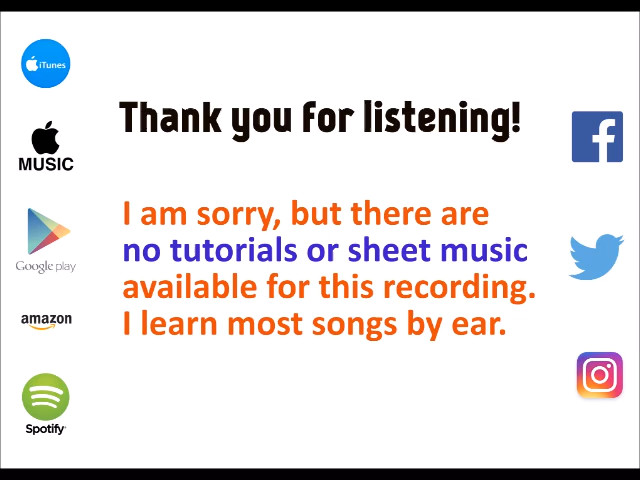 iTunes
MUSIC
Google play
amazon
Spotify
Thank you for listening!
I am sorry, but there are
no tutorials or sheet music
available for this recording.
I learn most songs by ear.
f